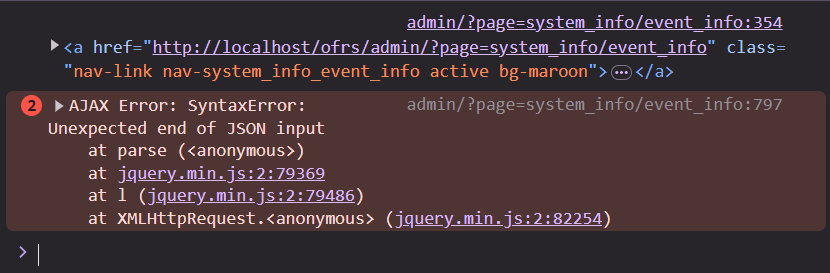 admin/?page=system_info/event_info:354
▶<a href="http://localhost/ofrs/admin/?page=system_info/event_info" class=
"nav-link nav-system_info_event_info active bg-maroon">…</a>
2 ▶AJAX Error: SyntaxError: admin/?page=system_info/event_info:797
Unexpected end of JSON input
at parse (<anonymous>)
at jquery.min.js:2:79369
at l (jquery.min.js:2:79486)
at XMLHttpRequest.<anonymous> (jquery.min.js:2:82254)
>